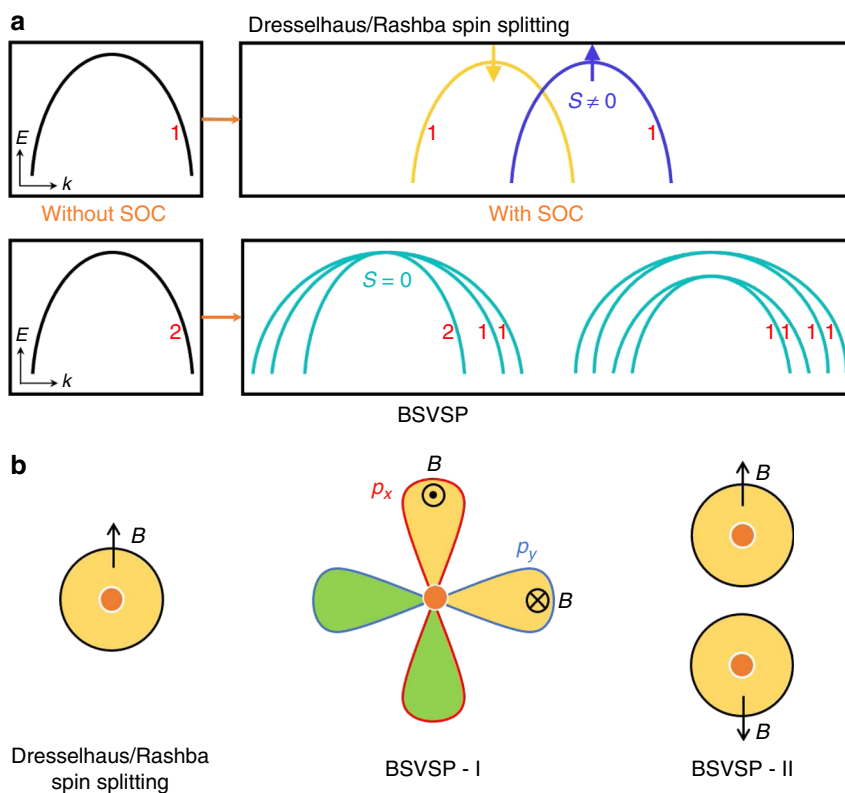 a
Dresselhaus/Rashba spin splitting
E
k
1
1
S ≠ 0
1
Without SOC
With SOC
E
k
2
S = 0
2 1 1
1 1 1 1
BSVSP
b
B
p_x
B
p_y
B
B
B
Dresselhaus/Rashba
spin splitting
BSVSP - I
BSVSP - II